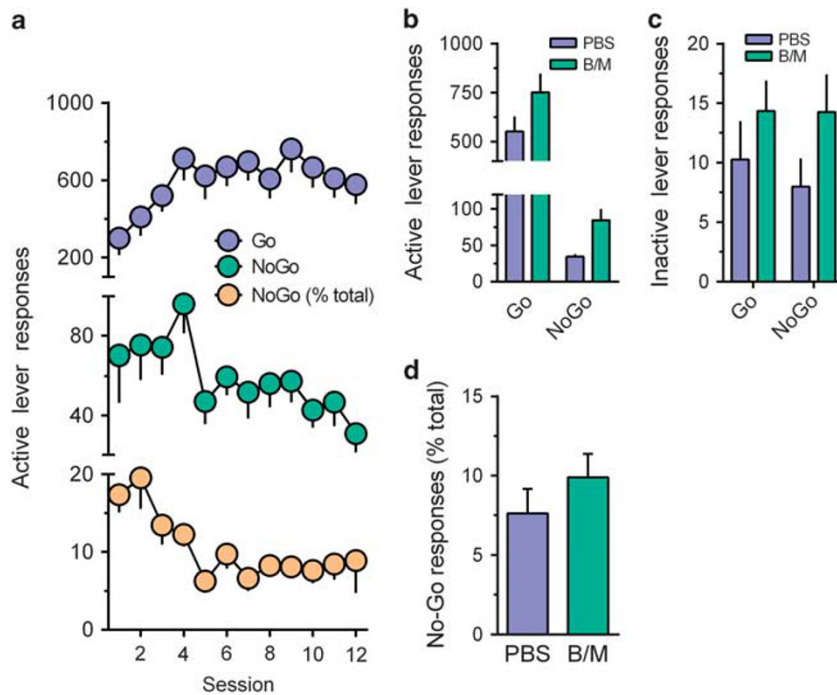 a
Active lever responses
1000
600
200
80
40
20
10
0
Go
NoGo
NoGo (% total)
2 4 6 8 10 12
Session
b
Active lever responses
1000
750
500
100
50
0
PBS
B/M
Go NoGo
c
Inactive lever responses
20
15
10
5
0
PBS
B/M
Go NoGo
d
No-Go responses (% total)
15
10
5
0
PBS B/M